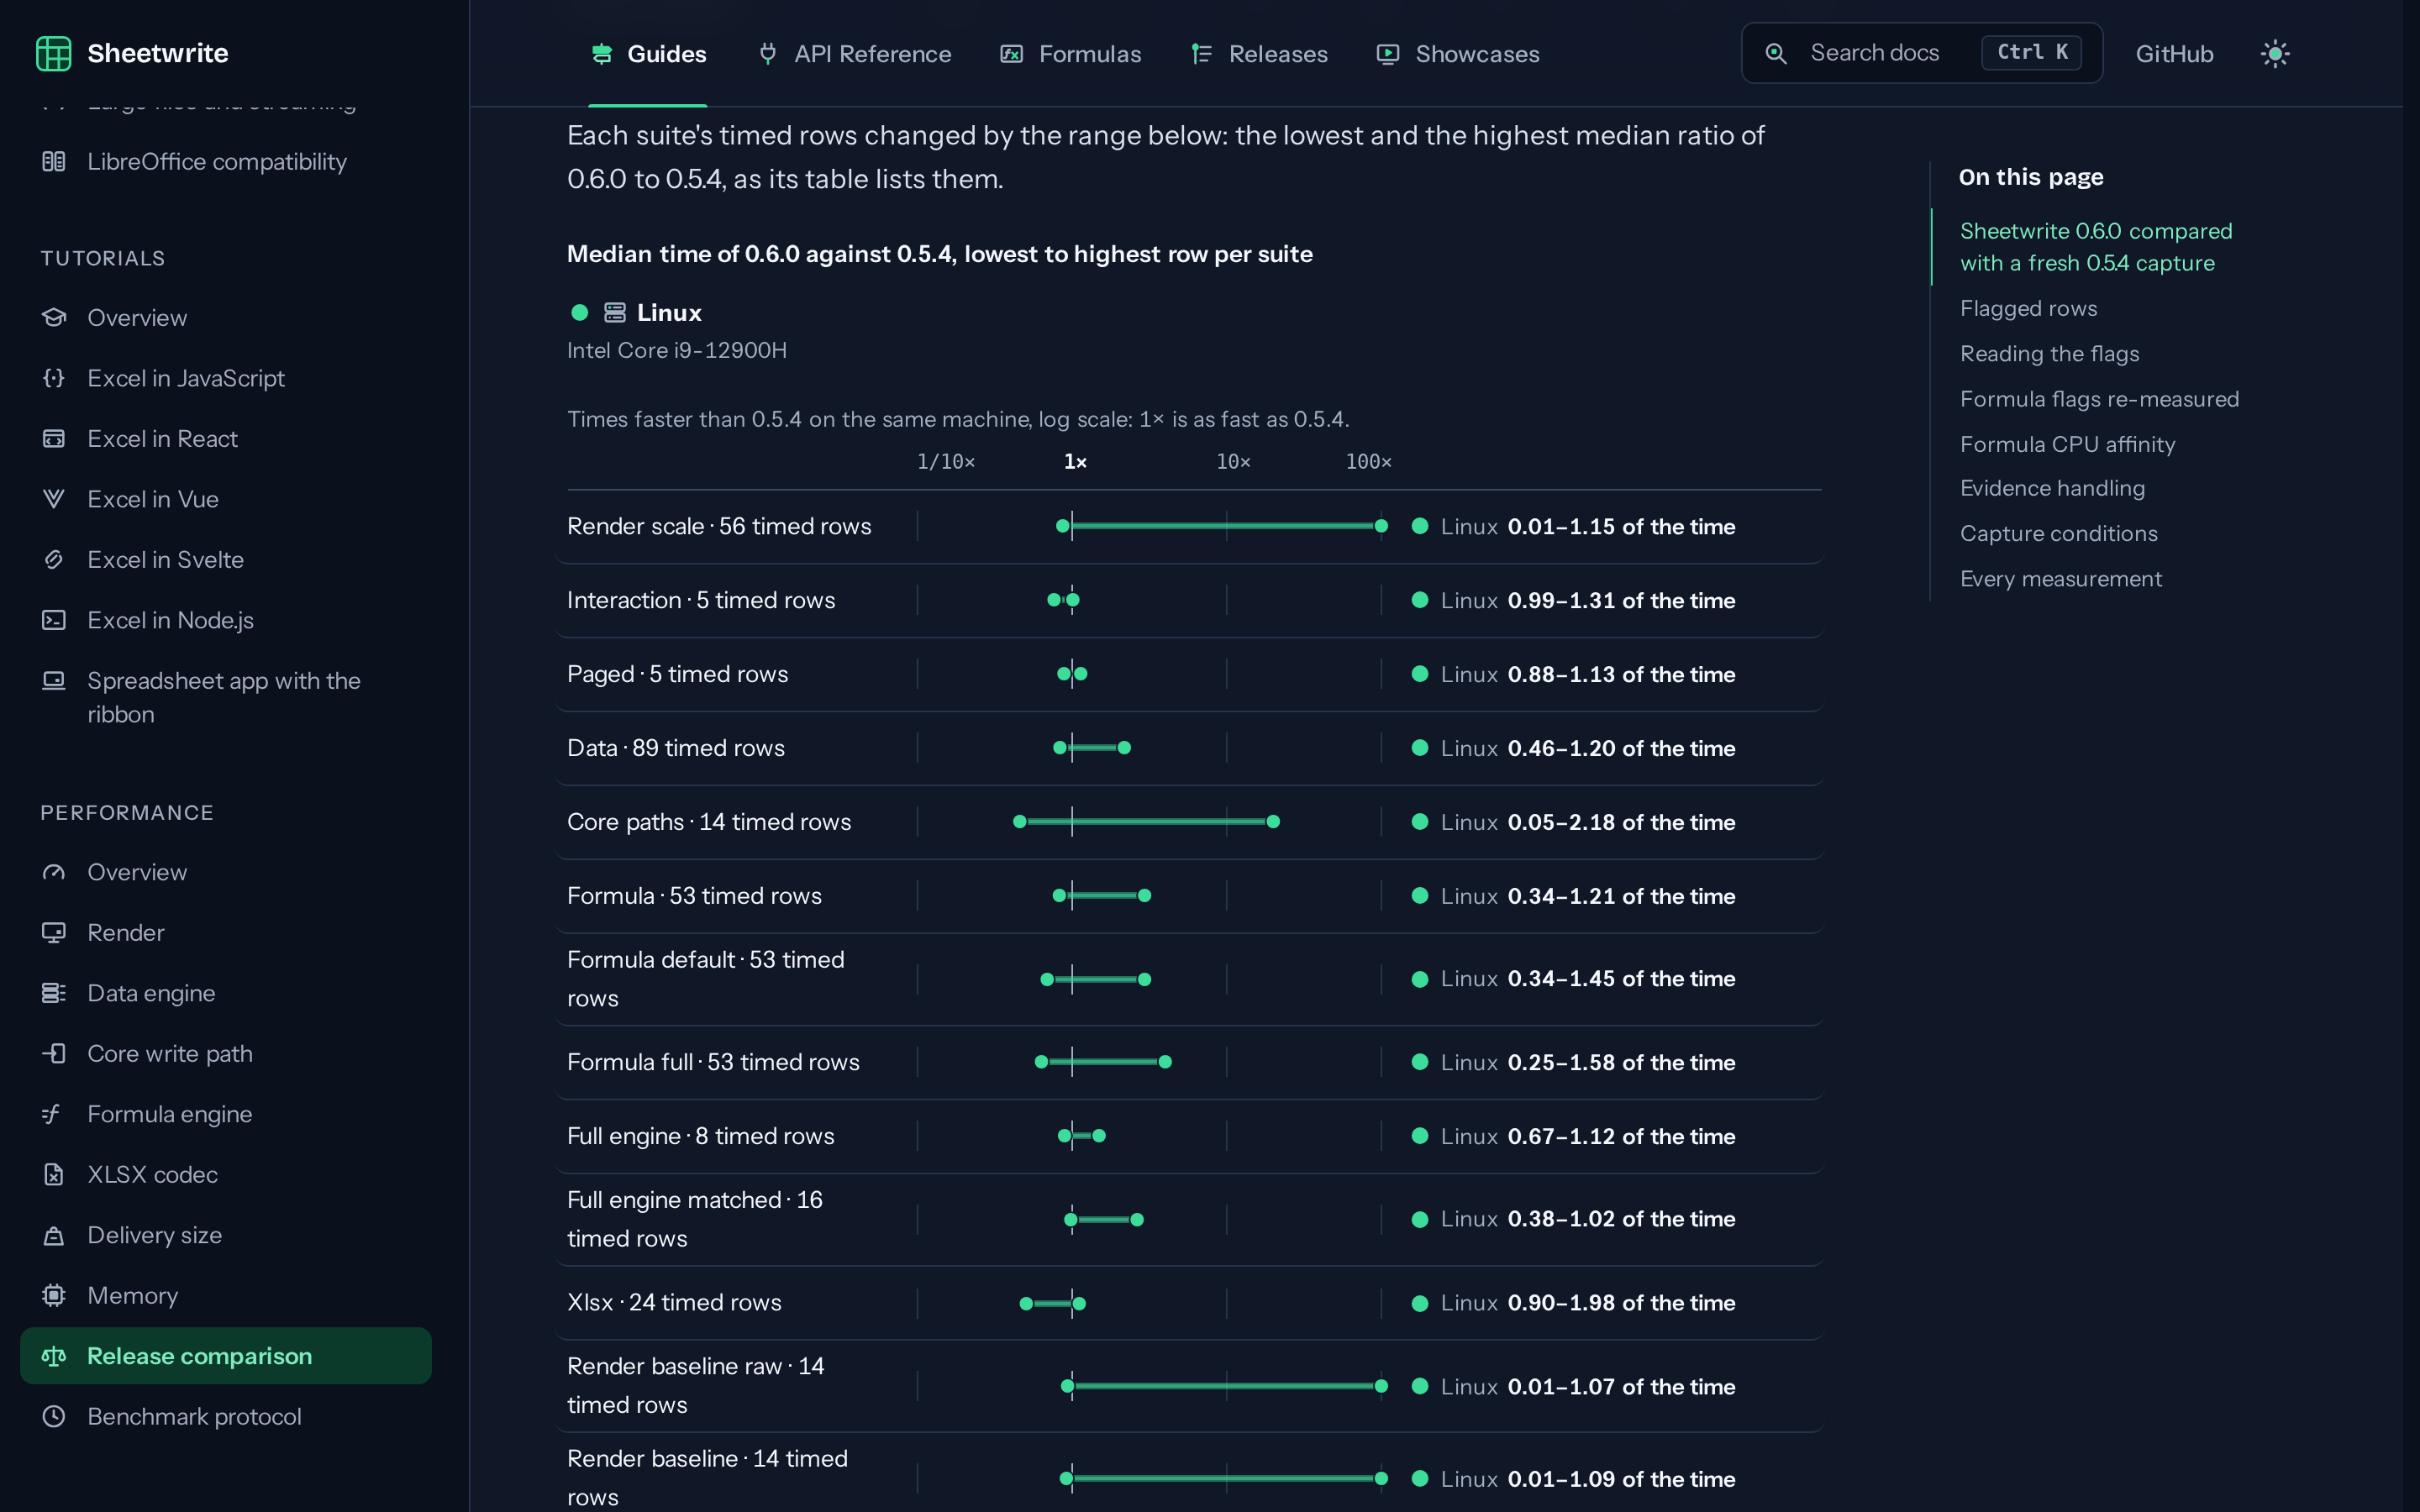 Sheetwrite
Guides
API Reference
Formulas
Releases
Showcases
Search docs
Ctrl K
GitHub
Large files and streaming
LibreOffice compatibility
TUTORIALS
Overview
Excel in JavaScript
Excel in React
Excel in Vue
Excel in Svelte
Excel in Node.js
Spreadsheet app with the
ribbon
PERFORMANCE
Overview
Render
Data engine
Core write path
Formula engine
XLSX codec
Delivery size
Memory
Release comparison
Benchmark protocol
Each suite's timed rows changed by the range below: the lowest and the highest median ratio of
0.6.0 to 0.5.4, as its table lists them.
Median time of 0.6.0 against 0.5.4, lowest to highest row per suite
Linux
Intel Core i9-12900H
Times faster than 0.5.4 on the same machine, log scale: 1× is as fast as 0.5.4.
1/10× 1× 10× 100×
Render scale · 56 timed rows Linux 0.01–1.15 of the time
Interaction · 5 timed rows Linux 0.99–1.31 of the time
Paged · 5 timed rows Linux 0.88–1.13 of the time
Data · 89 timed rows Linux 0.46–1.20 of the time
Core paths · 14 timed rows Linux 0.05–2.18 of the time
Formula · 53 timed rows Linux 0.34–1.21 of the time
Formula default · 53 timed
rows
Linux 0.34–1.45 of the time
Formula full · 53 timed rows Linux 0.25–1.58 of the time
Full engine · 8 timed rows Linux 0.67–1.12 of the time
Full engine matched · 16
timed rows
Linux 0.38–1.02 of the time
Xlsx · 24 timed rows Linux 0.90–1.98 of the time
Render baseline raw · 14
timed rows
Linux 0.01–1.07 of the time
Render baseline · 14 timed
rows
Linux 0.01–1.09 of the time
On this page
Sheetwrite 0.6.0 compared
with a fresh 0.5.4 capture
Flagged rows
Reading the flags
Formula flags re-measured
Formula CPU affinity
Evidence handling
Capture conditions
Every measurement